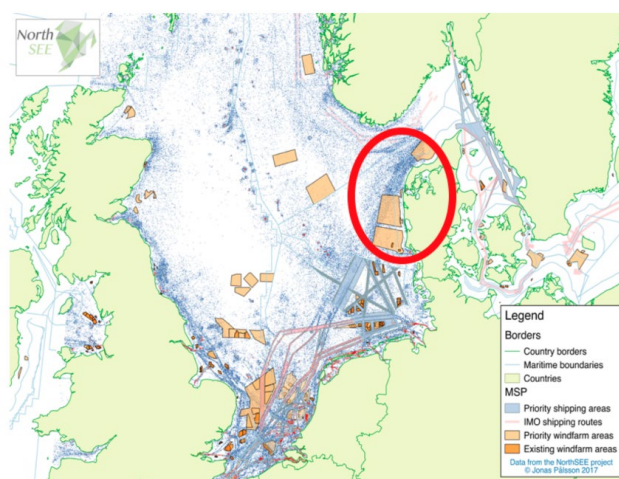 North
SEE
Legend
Borders
Country borders
Maritime boundaries
Countries
MSP
Priority shipping areas
IMO shipping routes
Priority windfarm areas
Existing windfarm areas
Data from the NorthSEE project
© Jonas Pålsson 2017